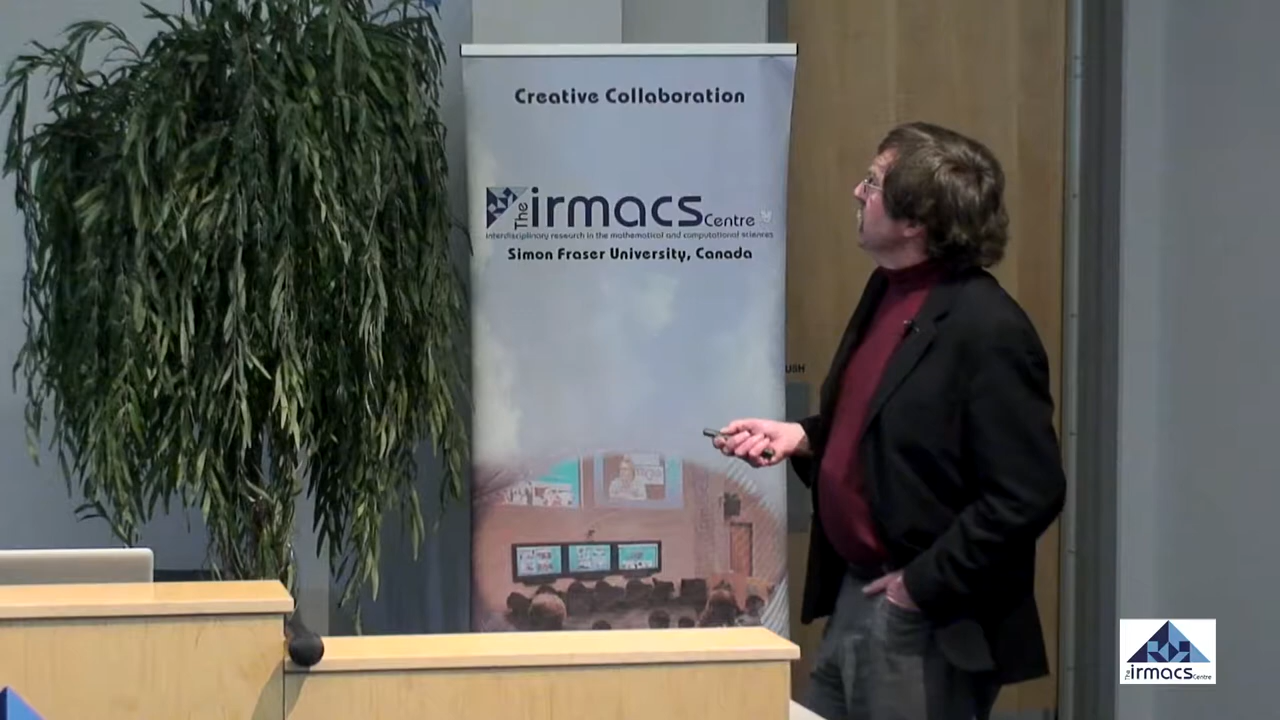 Creative Collaboration
The irmacs Centre
interdisciplinary research in the mathematical and computational sciences
Simon Fraser University, Canada
The irmacs Centre